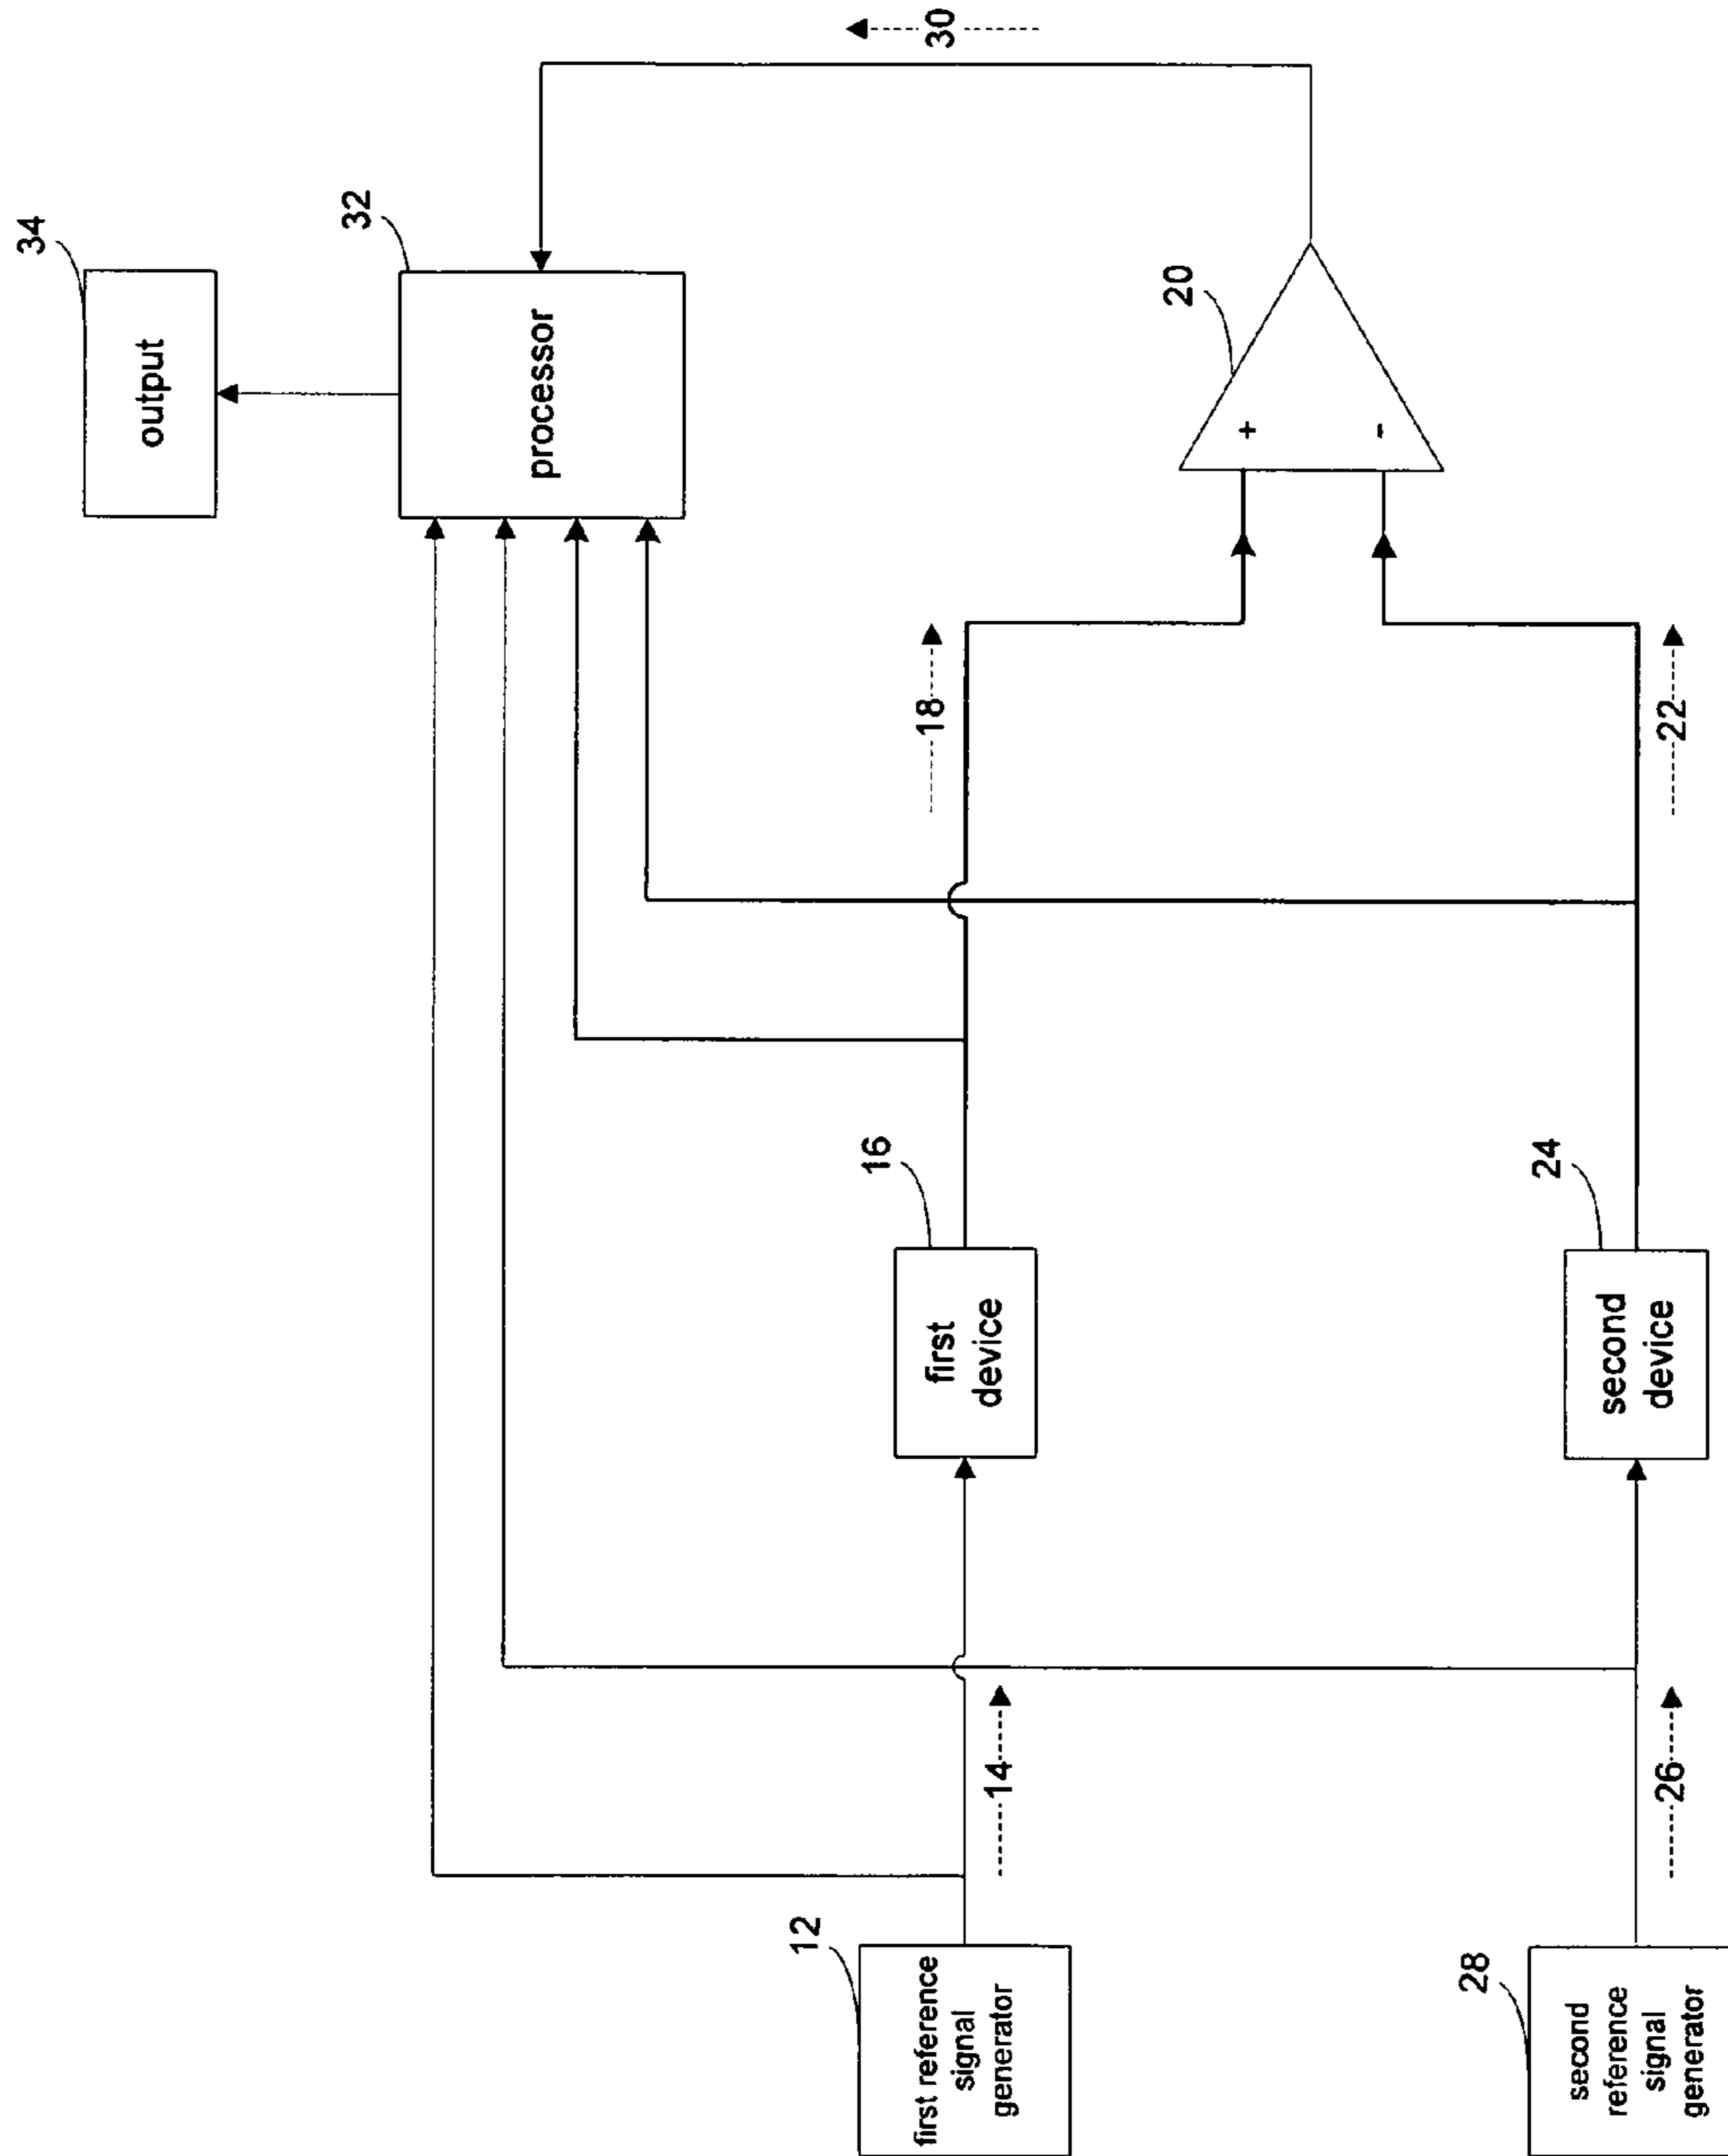 34
output
32
processor
30
20
+
-
18
22
16
first
device
24
second
device
14
26
12
first reference
signal
generator
28
second
reference
signal
generator